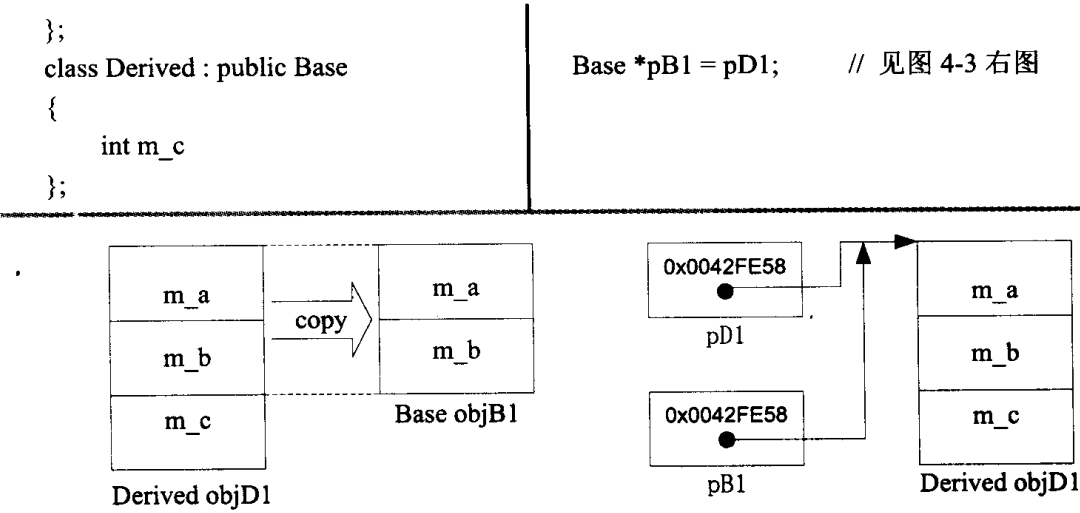 };
class Derived : public Base
{
int m_c
};
Base *pB1 = pD1; // 见图 4-3 右图
m_a
m_b
m_c
Derived objD1
copy
m_a
m_b
Base objB1
0x0042FE58
pD1
0x0042FE58
pB1
m_a
m_b
m_c
Derived objD1